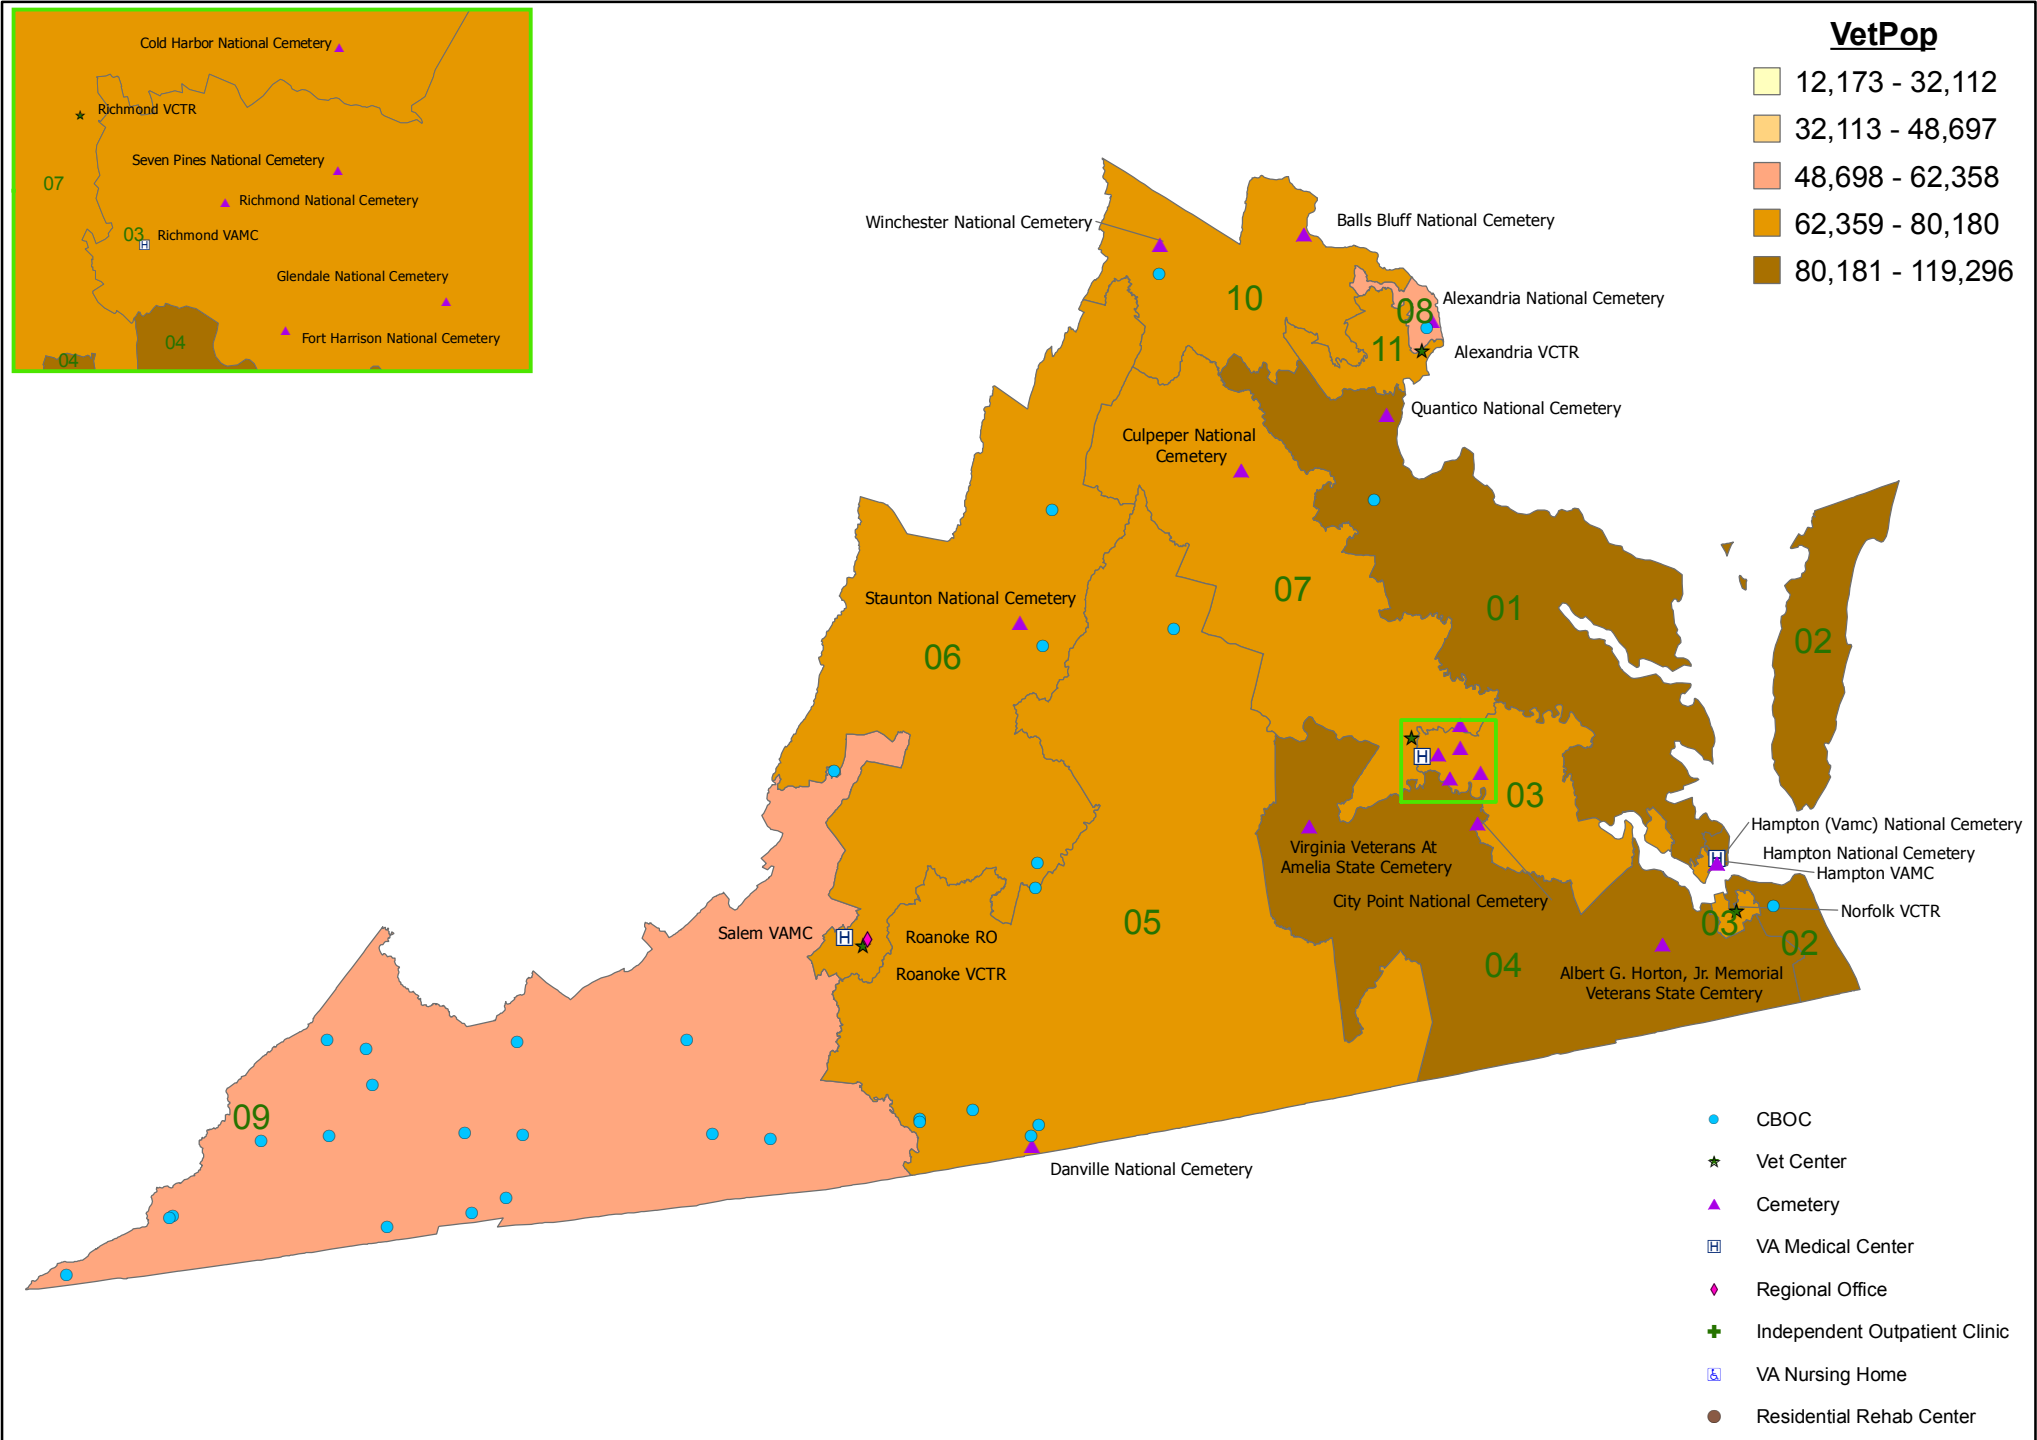 Cold Harbor National Cemetery
Richmond VCTR
Seven Pines National Cemetery
07
Richmond National Cemetery
03
Richmond VAMC
H
Glendale National Cemetery
Fort Harrison National Cemetery
04
04
VetPop
12,173 - 32,112
32,113 - 48,697
48,698 - 62,358
62,359 - 80,180
80,181 - 119,296
Winchester National Cemetery
Balls Bluff National Cemetery
10
08
Alexandria National Cemetery
11
Alexandria VCTR
Quantico National Cemetery
Culpeper National
Cemetery
07
01
02
Staunton National Cemetery
06
H
03
Virginia Veterans At
Amelia State Cemetery
City Point National Cemetery
Hampton (Vamc) National Cemetery
H
Hampton National Cemetery
Hampton VAMC
Norfolk VCTR
03
02
05
04
Albert G. Horton, Jr. Memorial
Veterans State Cemtery
Salem VAMC
H
Roanoke RO
Roanoke VCTR
09
Danville National Cemetery
CBOC
Vet Center
Cemetery
H
VA Medical Center
Regional Office
Independent Outpatient Clinic
VA Nursing Home
Residential Rehab Center